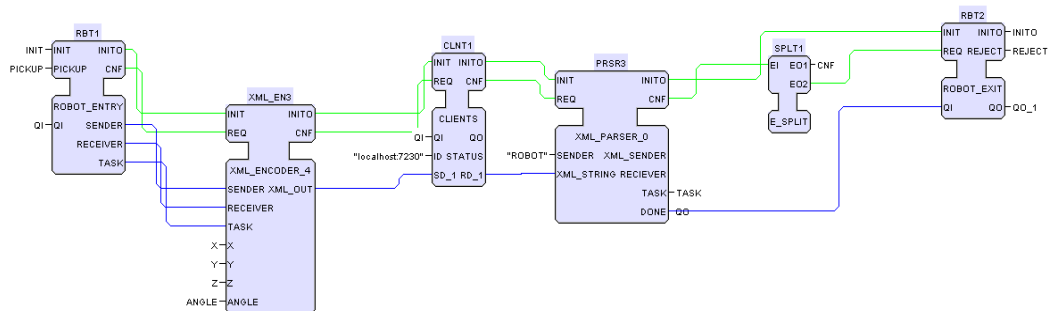 RBT1
INIT INIT INITO
PICKUP PICKUP CNF
ROBOT_ENTRY
QI QI SENDER
RECEIVER
TASK
XML_EN3
INIT INITO
REQ CNF
XML_ENCODER_4
SENDER XML_OUT
RECEIVER
TASK
X X
Y Y
Z Z
ANGLE ANGLE
CLNT1
INIT INITO
REQ CNF
CLIENTS
QI QI QO
"localhost:7230" ID STATUS
SD_1 RD_1
PRSR3
INIT INITO
REQ CNF
XML_PARSER_0
"ROBOT" SENDER XML_SENDER
XML_STRING RECIEVER
TASK TASK
DONE QO
SPLT1
EI EO1 CNF
EO2
E_SPLIT
RBT2
INIT INITO INITO
REQ REJECT REJECT
ROBOT_EXIT
QI QO QO_1